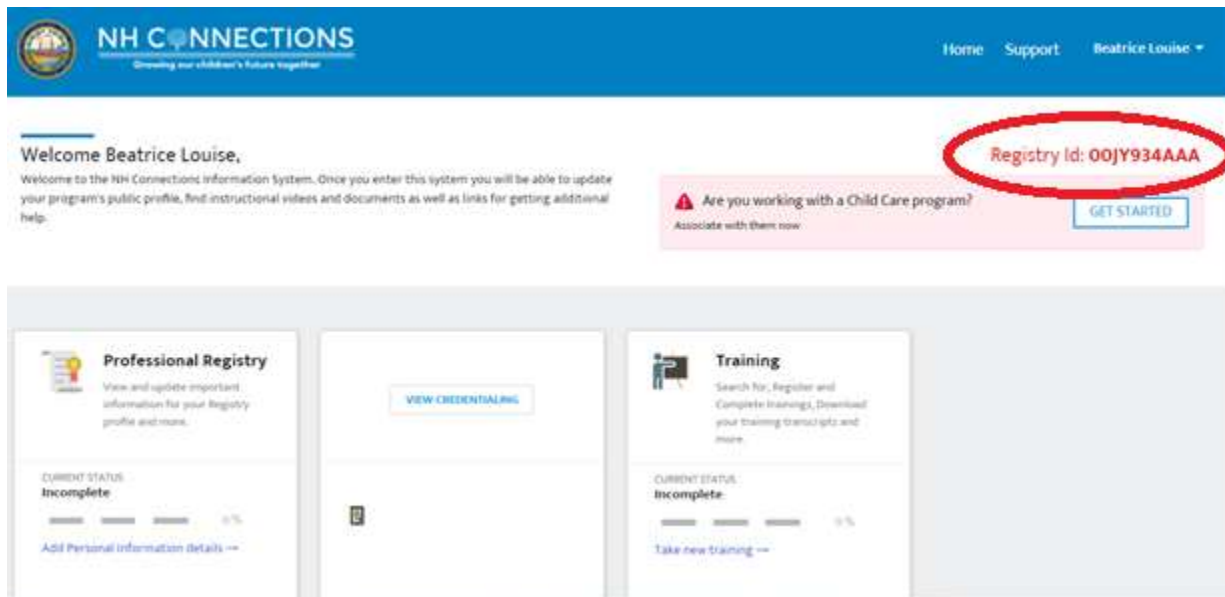 NH CONNECTIONS
Growing our children's future together
Home Support Beatrice Louise
Welcome Beatrice Louise,
Welcome to the NH Connections Information System. Once you enter this system you will be able to update
your program's public profile, find instructional videos and documents as well as links for getting additional
help.
Registry Id: 00JY934AAA
Are you working with a Child Care program?
Associate with them now
GET STARTED
Professional Registry
View and update important
information for your Registry
profile and more.
CURRENT STATUS
Incomplete
0%
Add Personal Information details →
VIEW CREDENTIALING
Training
Search for, Register and
Complete trainings, Download
your training transcripts and
more.
CURRENT STATUS
Incomplete
0%
Take new training →